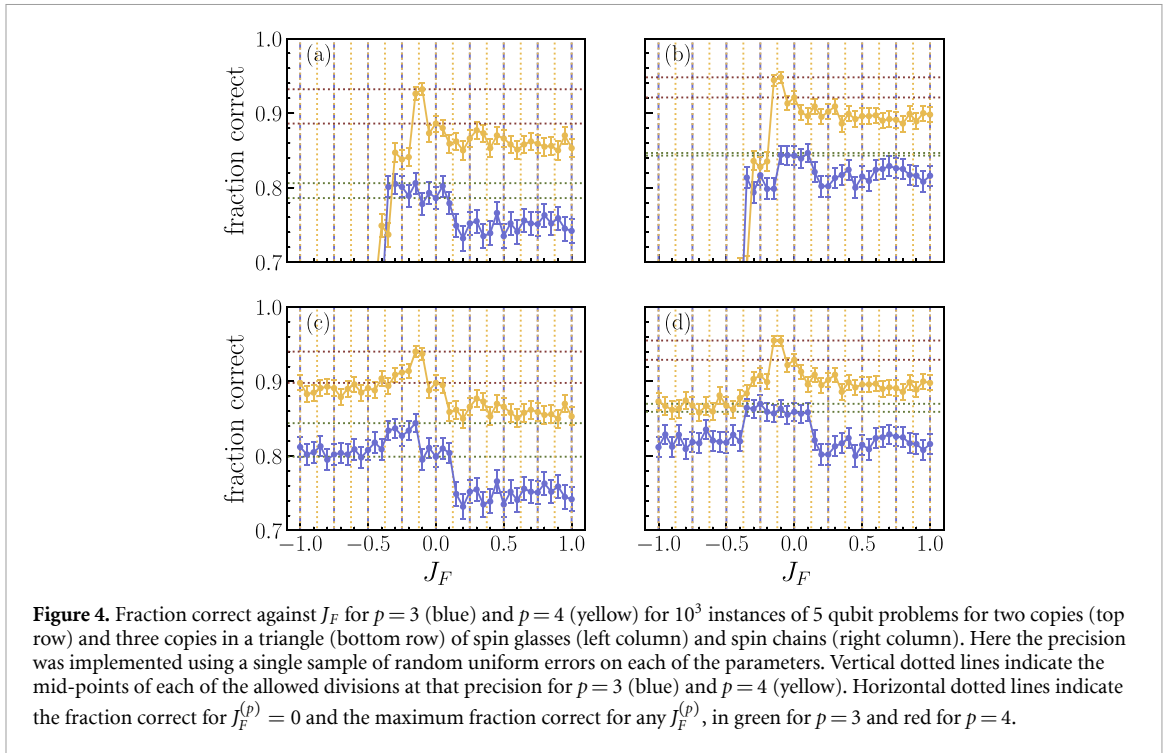 (a)
(b)
1.0
0.9
0.8
0.7
fraction correct
(c)
(d)
1.0
0.9
0.8
0.7
fraction correct
−1.0 −0.5 0.0 0.5 1.0
−1.0 −0.5 0.0 0.5 1.0
J_F
J_F
Figure 4. Fraction correct against J_F for p = 3 (blue) and p = 4 (yellow) for 10³ instances of 5 qubit problems for two copies (top
row) and three copies in a triangle (bottom row) of spin glasses (left column) and spin chains (right column). Here the precision
was implemented using a single sample of random uniform errors on each of the parameters. Vertical dotted lines indicate the
mid-points of each of the allowed divisions at that precision for p = 3 (blue) and p = 4 (yellow). Horizontal dotted lines indicate
the fraction correct for J_F^(p) = 0 and the maximum fraction correct for any J_F^(p), in green for p = 3 and red for p = 4.